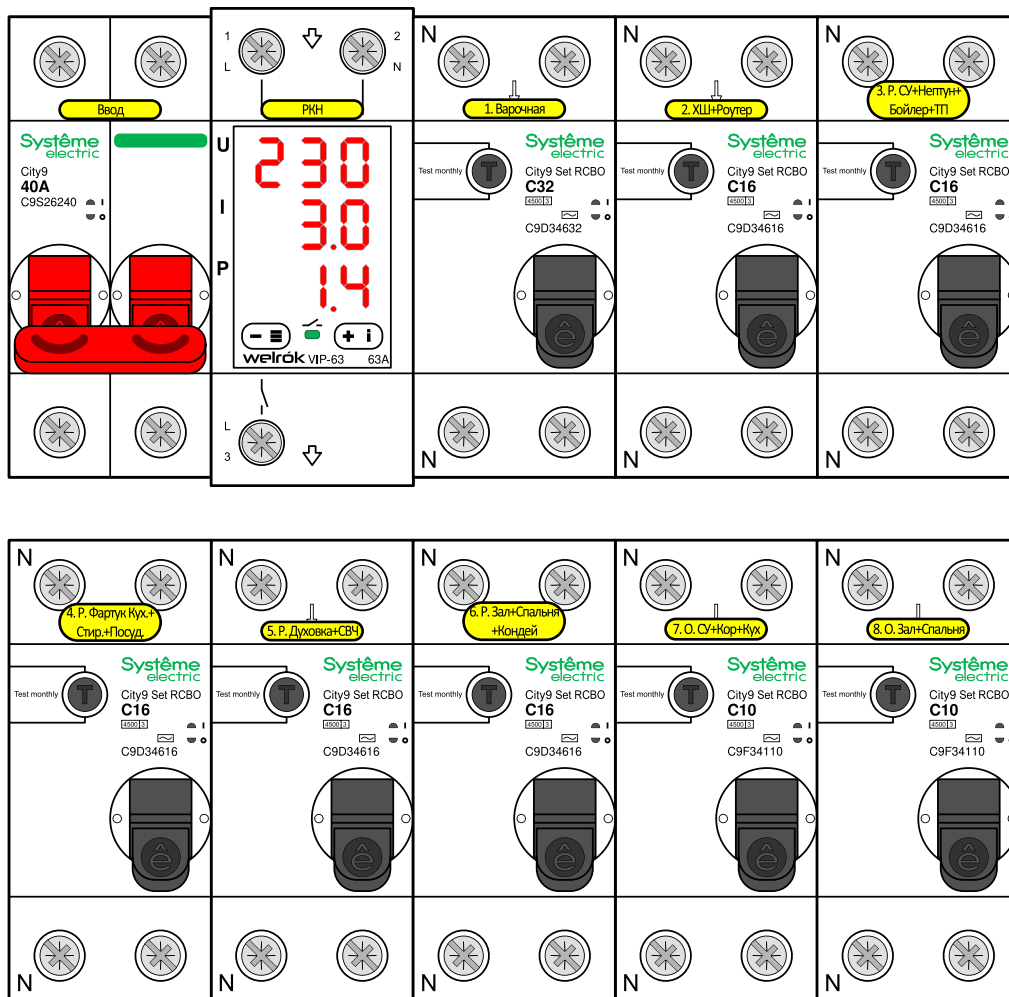 1
2
L
N
N
N
N
Ввод
РКН
1. Варочная
2. ХШ+Роутер
3. Р. СУ+Нептун+
Бойлер+ТП
Systême
electric
City9
40A
C9S26240
I
O
U
230
I
3.0
P
1.4
welrok VIP-63 63A
Test monthly
T
Systême
electric
City9 Set RCBO
C32
4500 3
I
O
C9D34632
ê
Test monthly
T
Systême
electric
City9 Set RCBO
C16
4500 3
I
O
C9D34616
ê
Test monthly
T
Systême
electric
City9 Set RCBO
C16
4500 3
I
O
C9D34616
ê
L
3
N
N
N
N
N
N
N
N
4. Р. Фартук Кух.+
Стир.+Посуд.
5. Р. Духовка+СВЧ
6. Р. Зал+Спальня
+Кондей
7. О. СУ+Кор+Кух
8. О. Зал+Спальня
Test monthly
T
Systême
electric
City9 Set RCBO
C16
4500 3
I
O
C9D34616
ê
Test monthly
T
Systême
electric
City9 Set RCBO
C16
4500 3
I
O
C9D34616
ê
Test monthly
T
Systême
electric
City9 Set RCBO
C16
4500 3
I
O
C9D34616
ê
Test monthly
T
Systême
electric
City9 Set RCBO
C10
4500 3
I
O
C9F34110
ê
Test monthly
T
Systême
electric
City9 Set RCBO
C10
4500 3
I
O
C9F34110
ê
N
N
N
N
N